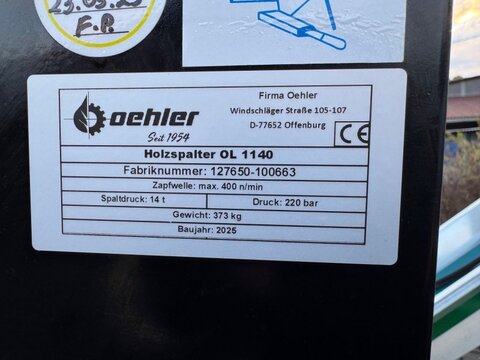 23.05.25
F.P.
oehler
Seit 1954
Firma Oehler
Windschläger Straße 105-107
D-77652 Offenburg
CE
Holzspalter OL 1140
Fabriknummer: 127650-100663
Zapfwelle: max. 400 n/min
Spaltdruck: 14 t
Druck: 220 bar
Gewicht: 373 kg
Baujahr: 2025